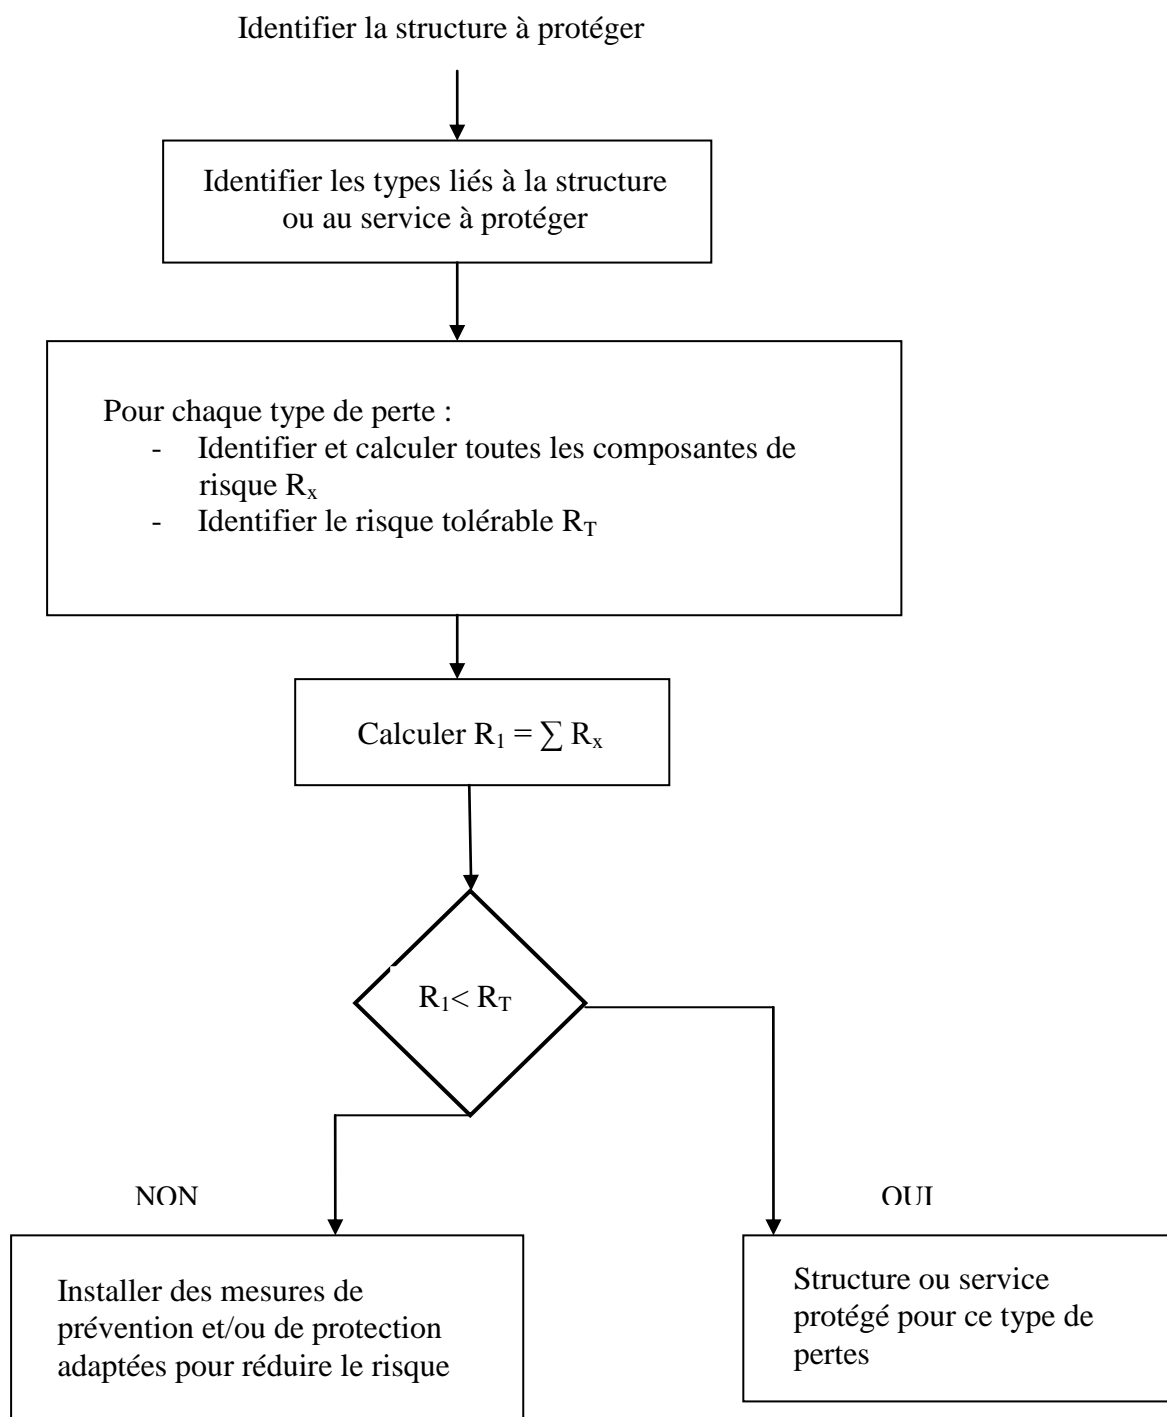 Identifier la structure à protéger
Identifier les types liés à la structure
ou au service à protéger
Pour chaque type de perte :
- Identifier et calculer toutes les composantes de
risque Rₓ
- Identifier le risque tolérable R_T
Calculer R₁ = ∑ Rₓ
R₁< R_T
NON
OUI
Installer des mesures de
prévention et/ou de protection
adaptées pour réduire le risque
Structure ou service
protégé pour ce type de
pertes